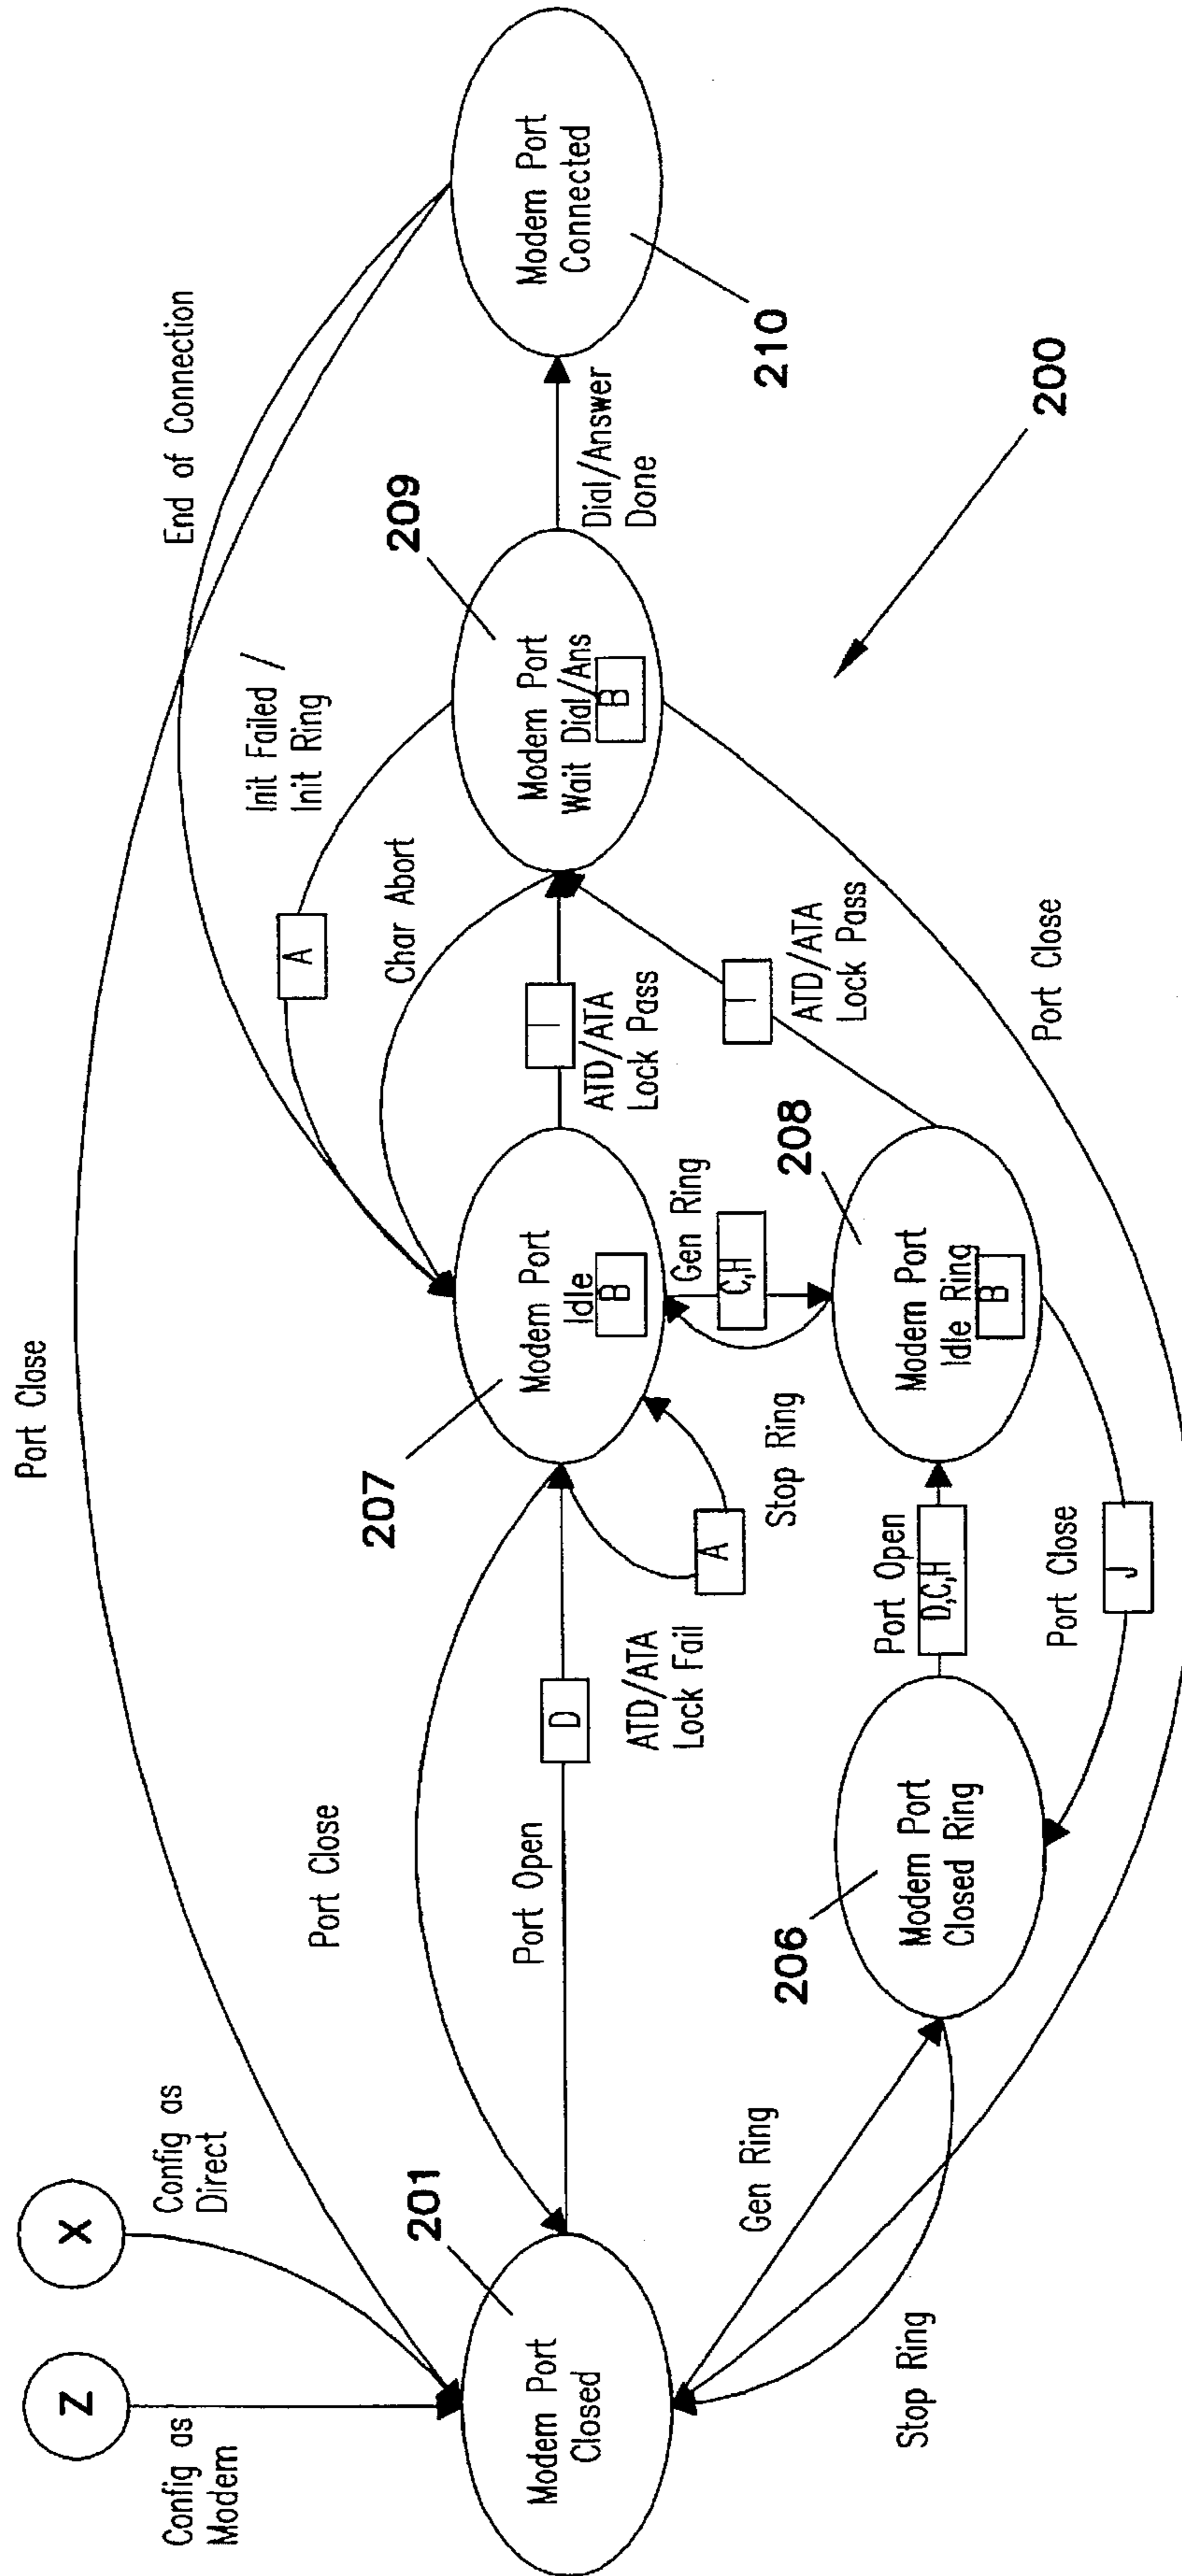 Z
X
Config as
Modem
Config as
Direct
Port Close
End of Connection
Init Failed /
Init Ring
A
Char Abort
Port Close
Port Open
D
201
Modem Port
Closed
207
Modem Port
Idle
B
I
ATD/ATA
Lock Pass
209
Modem Port
Wait Dial/Ans
B
Dial/Answer
Done
Modem Port
Connected
210
ATD/ATA
Lock Fail
A
Stop Ring
Gen Ring
C,H
208
Modem Port
Idle Ring
B
I
ATD/ATA
Lock Pass
200
Gen Ring
Stop Ring
206
Modem Port
Closed Ring
Port Open
D,C,H
Port Close
J
Port Close